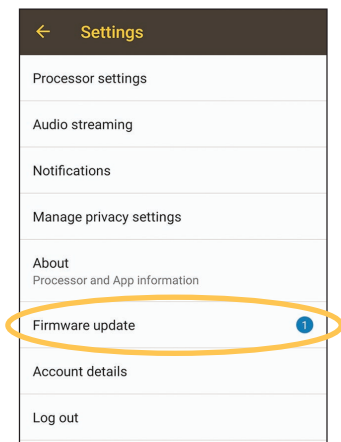 Settings
Processor settings
Audio streaming
Notifications
Manage privacy settings
About
Processor and App information
Firmware update 1
Account details
Log out